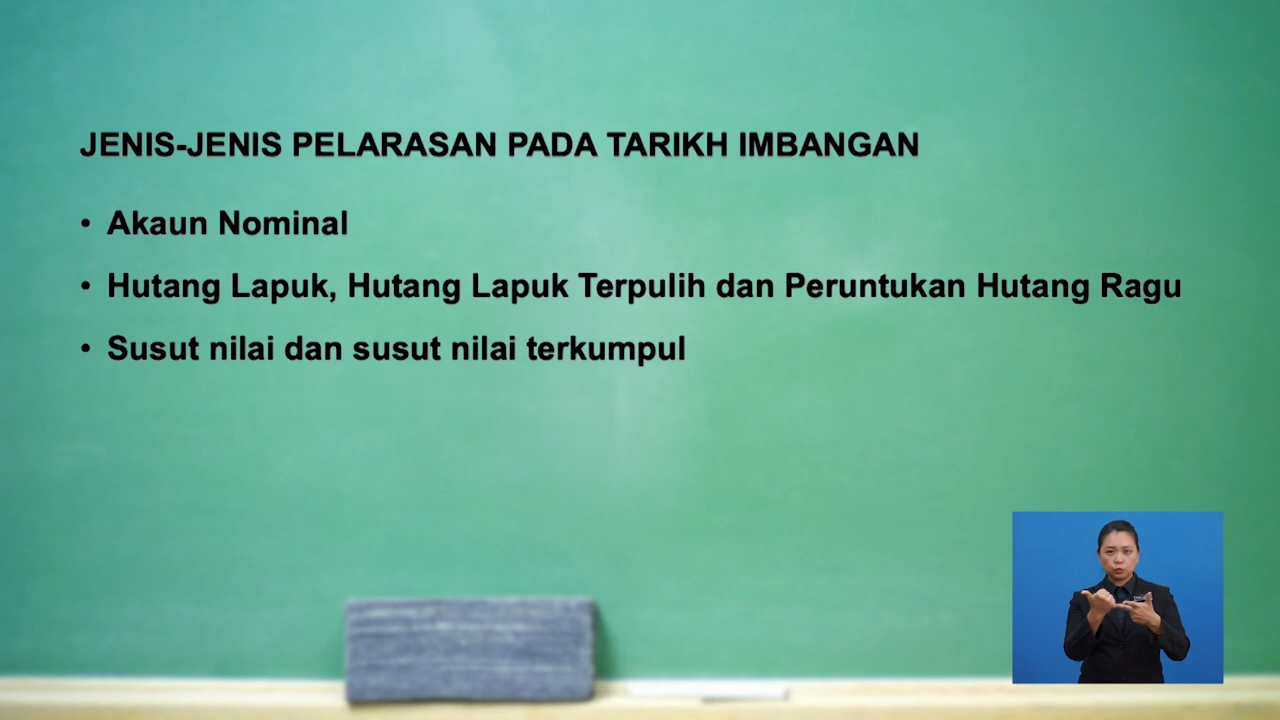 JENIS-JENIS PELARASAN PADA TARIKH IMBANGAN
• Akaun Nominal
• Hutang Lapuk, Hutang Lapuk Terpulih dan Peruntukan Hutang Ragu
• Susut nilai dan susut nilai terkumpul